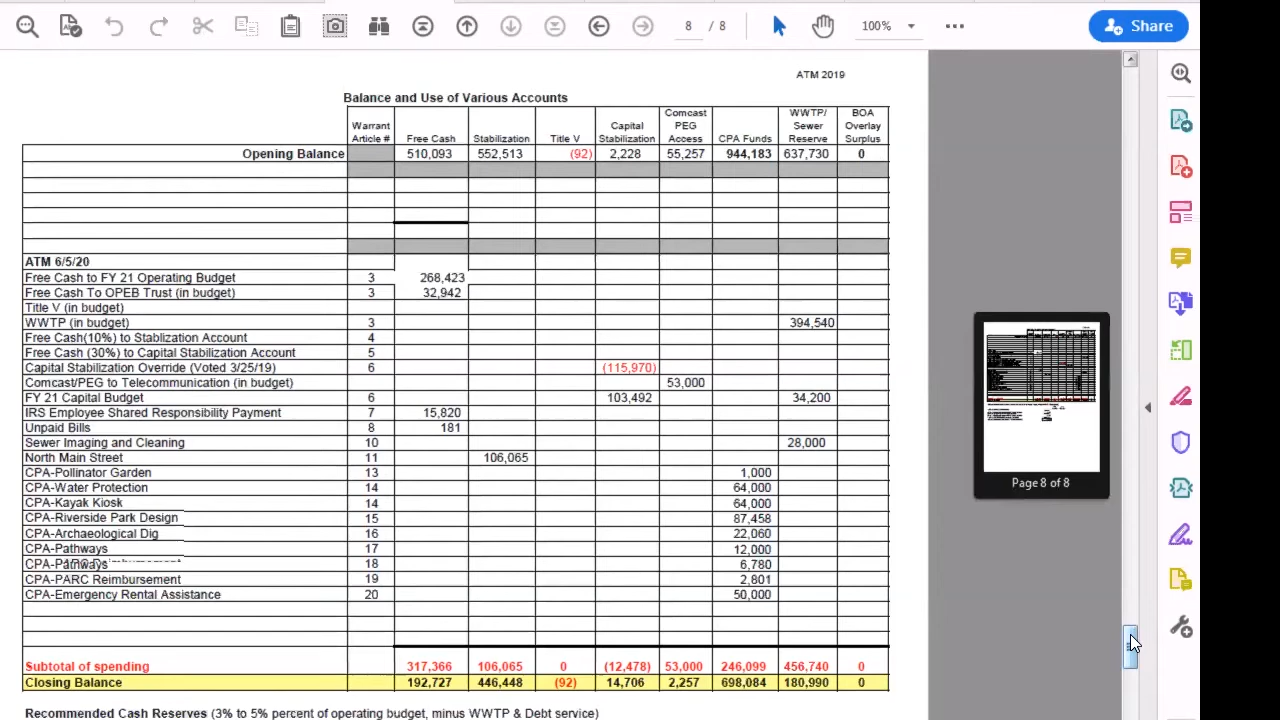 8 / 8 100% Share
ATM 2019
Balance and Use of Various Accounts
Warrant Article # Free Cash Stabilization Title V Capital Stabilization Comcast PEG Access CPA Funds WWTP/ Sewer Reserve BOA Overlay Surplus
Opening Balance 510,093 552,513 (92) 2,228 55,257 944,183 637,730 0
ATM 6/5/20
Free Cash to FY 21 Operating Budget 3 268,423
Free Cash To OPEB Trust (in budget) 3 32,942
Title V (in budget)
WWTP (in budget) 3 394,540
Free Cash(10%) to Stablization Account 4
Free Cash (30%) to Capital Stabilization Account 5
Capital Stabilization Override (Voted 3/25/19) 6 (115,970)
Comcast/PEG to Telecommunication (in budget) 53,000
FY 21 Capital Budget 6 103,492 34,200
IRS Employee Shared Responsibility Payment 7 15,820
Unpaid Bills 8 181
Sewer Imaging and Cleaning 10 28,000
North Main Street 11 106,065
CPA-Pollinator Garden 13 1,000
CPA-Water Protection 14 64,000
CPA-Kayak Kiosk 14 64,000
CPA-Riverside Park Design 15 87,458
CPA-Archaeological Dig 16 22,060
CPA-Pathways 17 12,000
CPA-Pathways 18 6,780
CPA-PARC Reimbursement 19 2,801
CPA-Emergency Rental Assistance 20 50,000
Subtotal of spending 317,366 106,065 0 (12,478) 53,000 246,099 456,740 0
Closing Balance 192,727 446,448 (92) 14,706 2,257 698,084 180,990 0
Recommended Cash Reserves (3% to 5% percent of operating budget, minus WWTP & Debt service)
Page 8 of 8